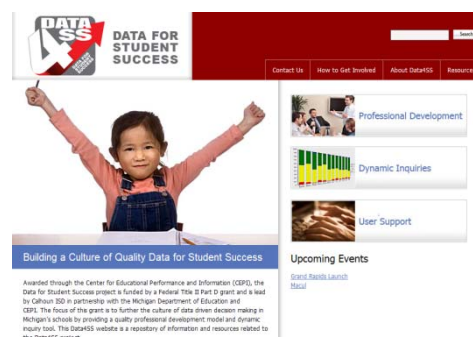 DATA
4SS
DATA FOR
STUDENT
SUCCESS
Search
Contact Us
How to Get Involved
About Data4SS
Resource
Professional Development
Dynamic Inquiries
User Support
Building a Culture of Quality Data for Student Success
Upcoming Events
Grand Rapids Launch
Macul
Awarded through the Center for Educational Performance and Information (CEPI), the
Data for Student Success project is funded by a Federal Title II Part D grant and is lead
by Calhoun ISD in partnership with the Michigan Department of Education and
CEPI. The focus of this grant is to further the culture of data driven decision making in
Michigan's schools by providing a quality professional development model and dynamic
inquiry tool. This Data4SS website is a repository of information and resources related to
the Data4SS project.